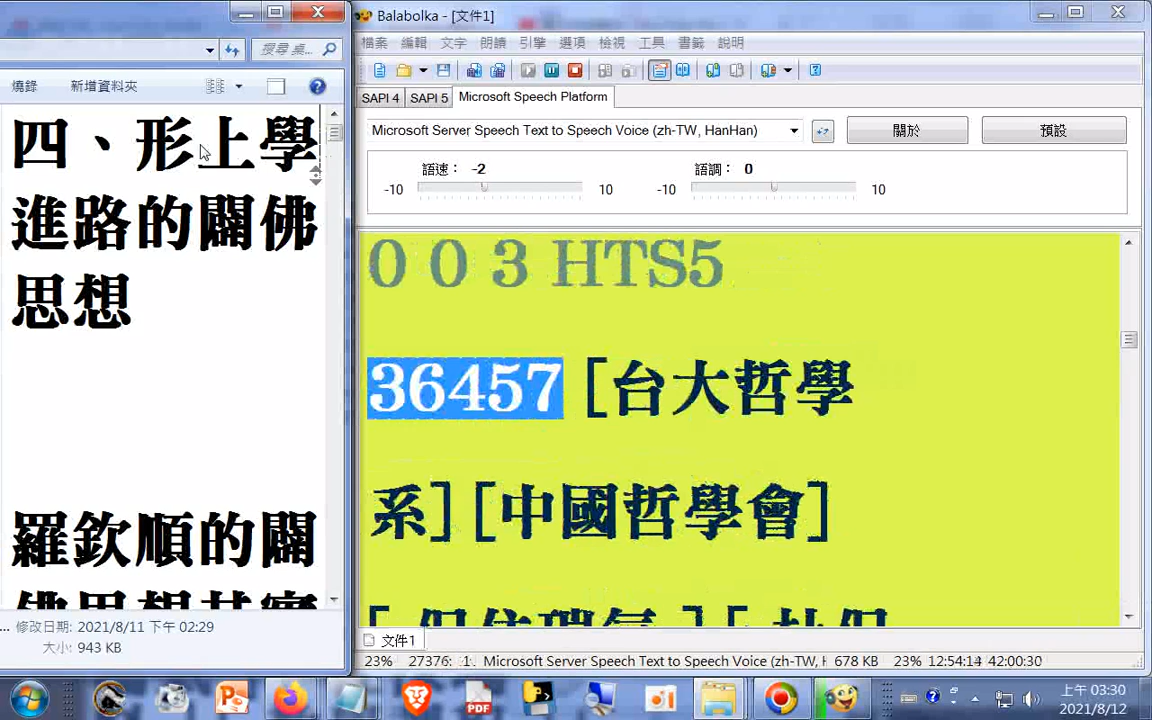 Balabolka - [文件1]
搜尋 桌...
檔案 編輯 文字 朗讀 引擎 選項 檢視 工具 書籤 說明
燒錄 新增資料夾
SAPI 4 SAPI 5 Microsoft Speech Platform
Microsoft Server Speech Text to Speech Voice (zh-TW, HanHan) 關於 預設
語速： -2 語調： 0
-10 10 -10 10
四、形上學
進路的闢佛
思想
羅欽順的闢
佛思想其實
0 0 3 HTS5
36457 [台大哲學
系] [中國哲學會]
修改日期: 2021/8/11 下午 02:29
大小: 943 KB
文件1
23% 27376: 1 Microsoft Server Speech Text to Speech Voice (zh-TW, H 678 KB 23% 12:54:14 42:00:30
PDF
上午 03:30
2021/8/12